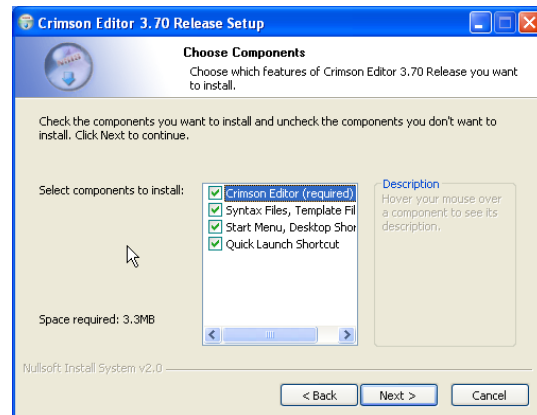 Crimson Editor 3.70 Release Setup
Choose Components
Choose which features of Crimson Editor 3.70 Release you want
to install.
Check the components you want to install and uncheck the components you don't want to
install. Click Next to continue.
Select components to install:
Crimson Editor (required)
Syntax Files, Template Fil
Start Menu, Desktop Shor
Quick Launch Shortcut
Description
Hover your mouse over
a component to see its
description.
Space required: 3.3MB
Nullsoft Install System v2.0
< Back
Next >
Cancel